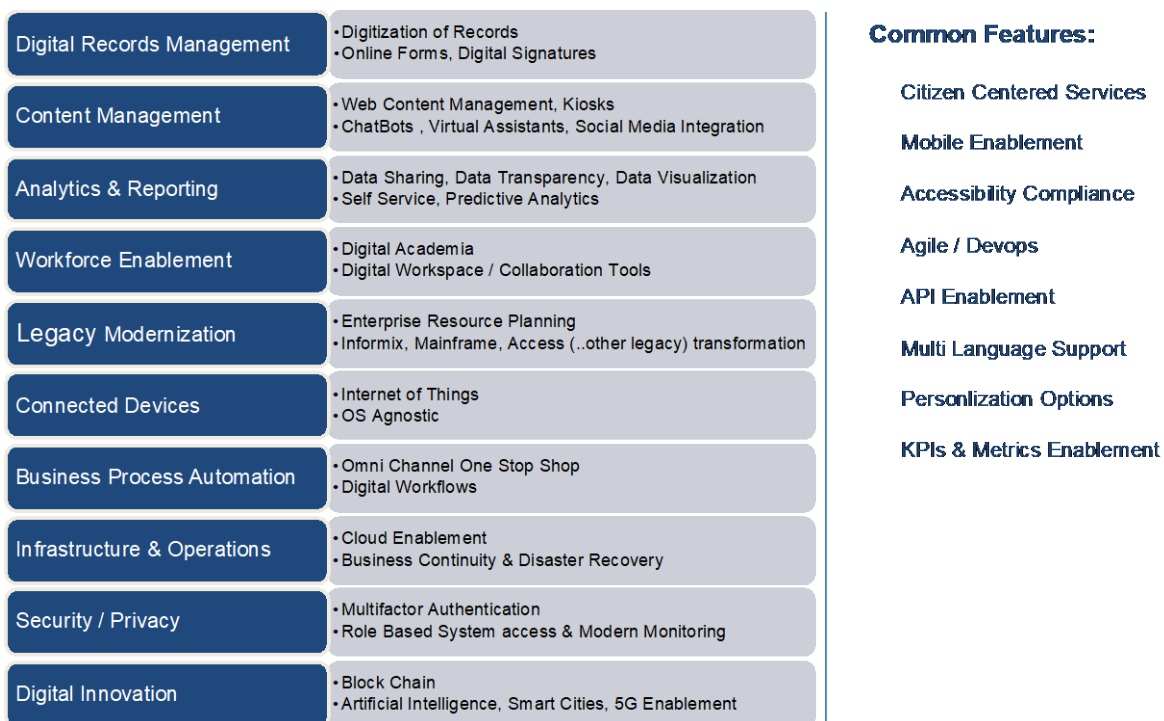 Digital Records Management
•Digitization of Records
•Online Forms, Digital Signatures
Content Management
•Web Content Management, Kiosks
•ChatBots , Virtual Assistants, Social Media Integration
Analytics & Reporting
•Data Sharing, Data Transparency, Data Visualization
•Self Service, Predictive Analytics
Workforce Enablement
•Digital Academia
•Digital Workspace / Collaboration Tools
Legacy Modernization
•Enterprise Resource Planning
•Informix, Mainframe, Access (..other legacy) transformation
Connected Devices
•Internet of Things
•OS Agnostic
Business Process Automation
•Omni Channel One Stop Shop
•Digital Workflows
Infrastructure & Operations
•Cloud Enablement
•Business Continuity & Disaster Recovery
Security / Privacy
•Multifactor Authentication
•Role Based System access & Modern Monitoring
Digital Innovation
•Block Chain
•Artificial Intelligence, Smart Cities, 5G Enablement
Common Features:
Citizen Centered Services
Mobile Enablement
Accessibility Compliance
Agile / Devops
API Enablement
Multi Language Support
Personlization Options
KPIs & Metrics Enablement